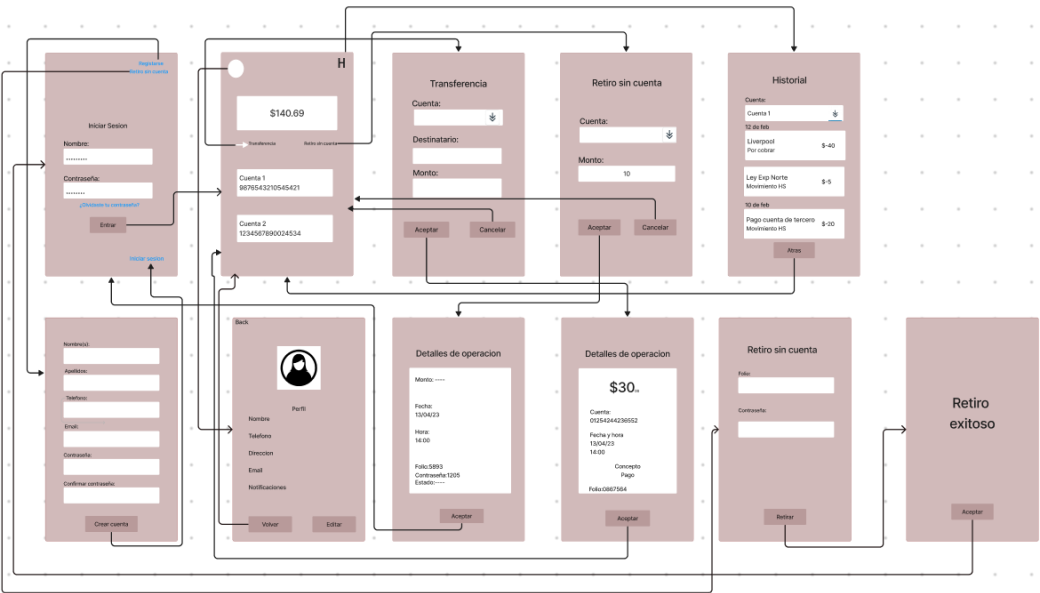 Registrarse
Retiro sin cuenta
Iniciar Sesion
Nombre:
Contraseña:
¿Olvidaste tu contraseña?
Entrar
Iniciar sesion
H
$140.69
Transferencia
Retiro sin cuenta
Cuenta 1
9876543210545421
Cuenta 2
1234567890024534
Transferencia
Cuenta:
Destinatario:
Monto:
Aceptar
Cancelar
Retiro sin cuenta
Cuenta:
Monto:
10
Aceptar
Cancelar
Historial
Cuenta:
Cuenta 1
12 de feb
Liverpool
Por cobrar
$-40
Ley Exp Norte
Movimiento HS
$-5
10 de feb
Pago cuenta de tercero
Movimiento HS
$-20
Atras
Nombre(s):
Apellidos:
Telefono:
Email:
Contraseña:
Confirmar contraseña:
Crear cuenta
Back
Perfil
Nombre
Telefono
Direccion
Email
Notificaciones
Volver
Editar
Detalles de operacion
Monto: ----
Fecha:
13/04/23
Hora:
14:00
Folio:5893
Contraseña:1205
Estado:----
Aceptar
Detalles de operacion
$30
Cuenta:
01254244236552
Fecha y hora
13/04/23
14:00
Concepto
Pago
Folio:0867564
Aceptar
Retiro sin cuenta
Folio:
Contraseña:
Retirar
Retiro
exitoso
Aceptar